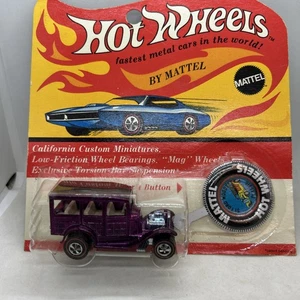 Hot Wheels
fastest metal cars in the world!
BY MATTEL
MATTEL
California Custom Miniatures.
Low-Friction Wheel Bearings, "Mag" Wheels
Exclusive Torsion-Bar Suspension
Button
MATTEL
HOT WHEELS